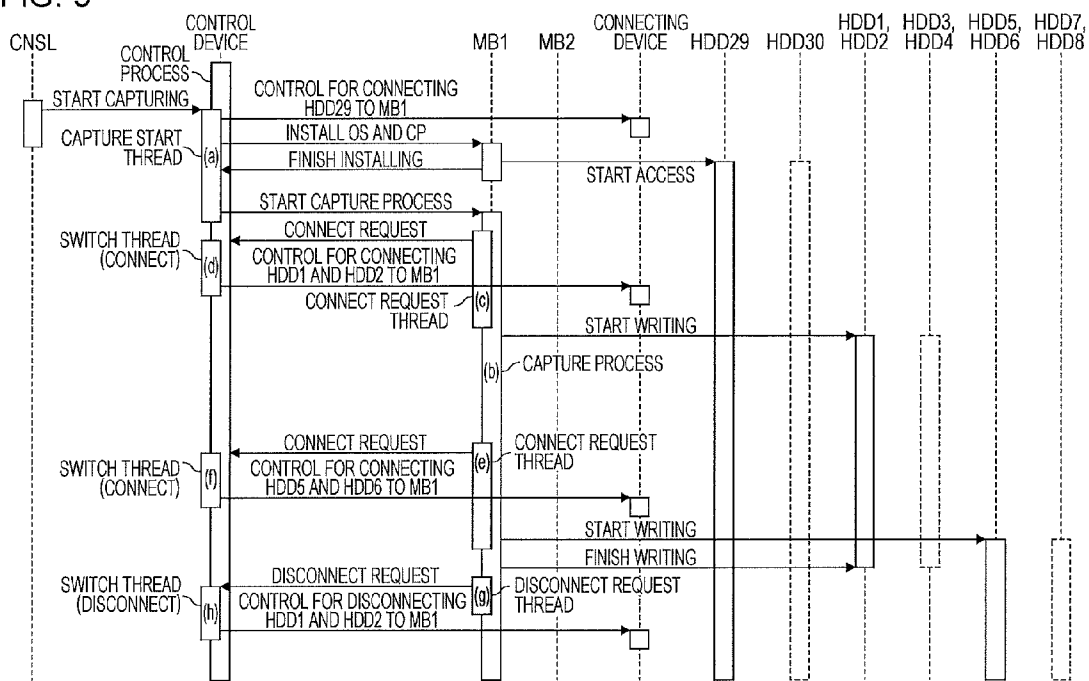 CNSL
CONTROL
DEVICE
MB1
MB2
CONNECTING
DEVICE
HDD29
HDD30
HDD1,
HDD2
HDD3,
HDD4
HDD5,
HDD6
HDD7,
HDD8
CONTROL
PROCESS
START CAPTURING
CONTROL FOR CONNECTING
HDD29 TO MB1
CAPTURE START
THREAD
(a)
INSTALL OS AND CP
FINISH INSTALLING
START ACCESS
START CAPTURE PROCESS
CONNECT REQUEST
SWITCH THREAD
(CONNECT)
(d)
CONTROL FOR CONNECTING
HDD1 AND HDD2 TO MB1
CONNECT REQUEST
THREAD
(c)
START WRITING
(b)
CAPTURE PROCESS
CONNECT REQUEST
(e)
CONNECT REQUEST
THREAD
SWITCH THREAD
(CONNECT)
(f)
CONTROL FOR CONNECTING
HDD5 AND HDD6 TO MB1
START WRITING
FINISH WRITING
DISCONNECT REQUEST
(g)
DISCONNECT REQUEST
THREAD
SWITCH THREAD
(DISCONNECT)
(h)
CONTROL FOR DISCONNECTING
HDD1 AND HDD2 TO MB1